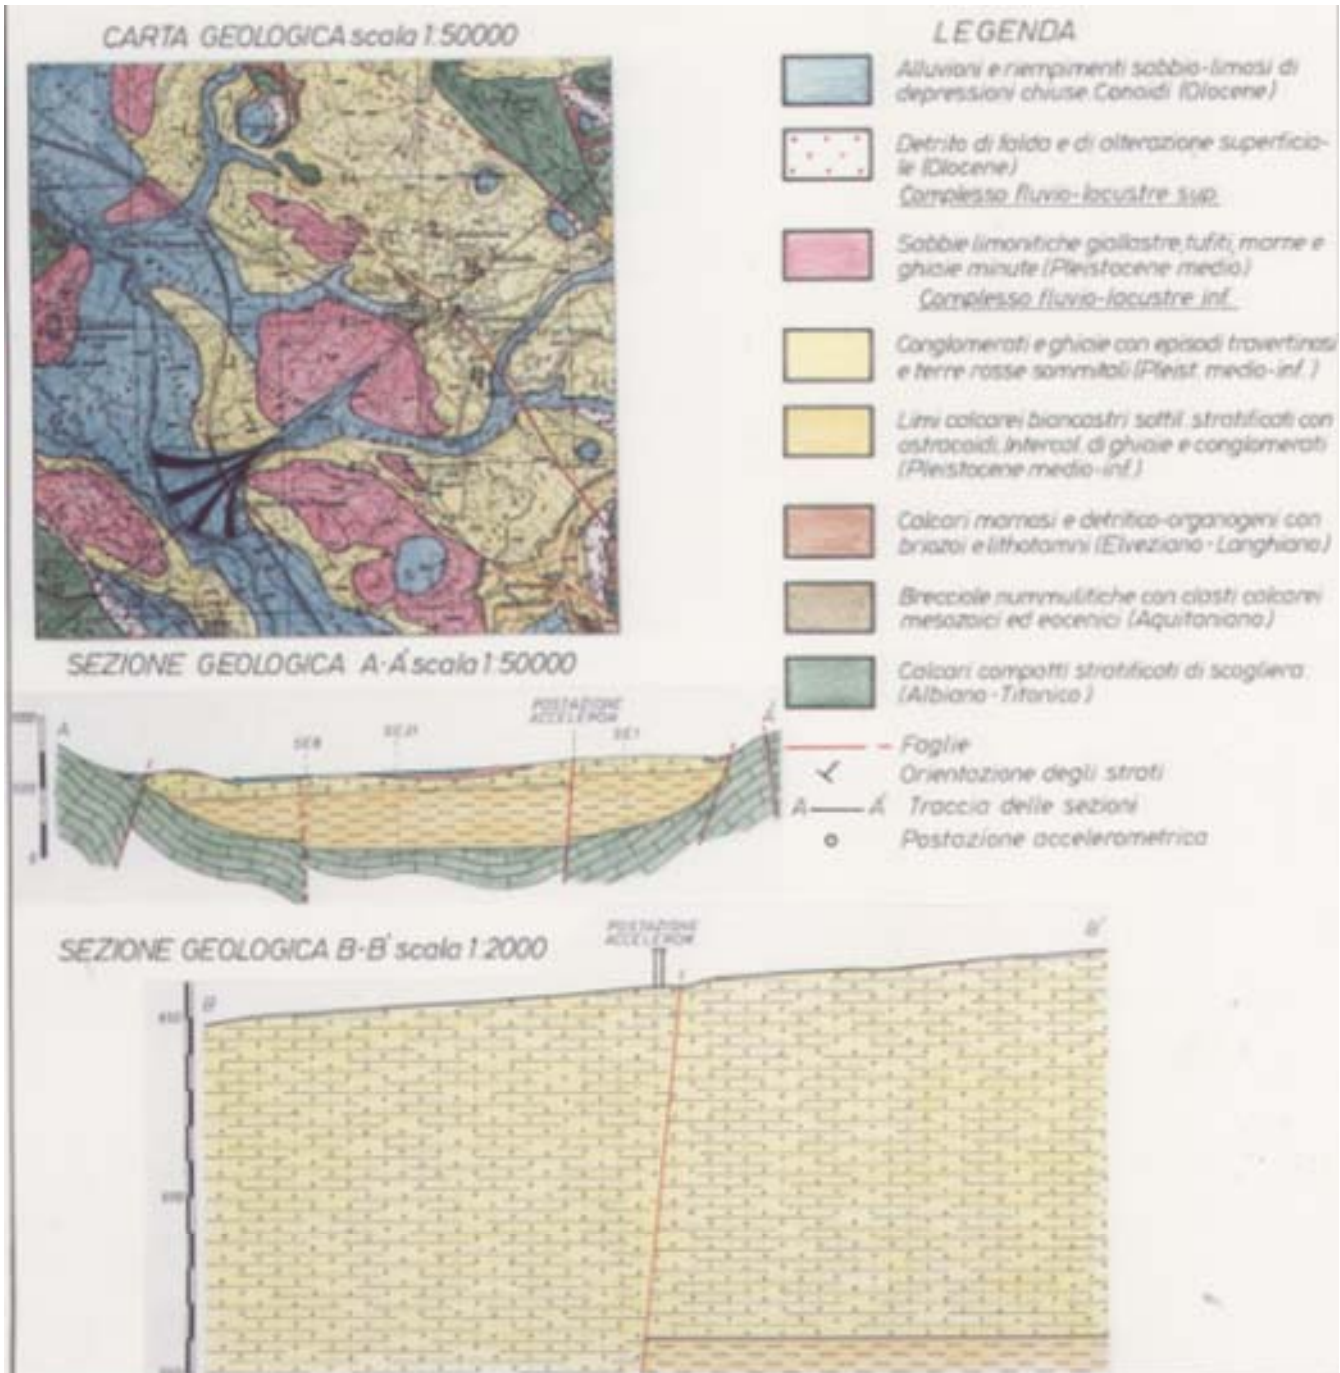 CARTA GEOLOGICA scala 1:50000
LEGENDA
Alluvioni e riempimenti sabbio-limosi di
depressioni chiuse Conoidi (Olocene)
Detrito di falda e di alterazione superficia-
le (Olocene)
Complesso fluvio-lacustre sup.
Sabbie limonitiche giallastre, tufiti, marne e
ghiaie minute (Pleistocene medio)
Complesso fluvio-lacustre inf.
Conglomerati e ghiaie con episodi travertinosi
e terre rosse sommitali (Pleist. medio-inf.)
Limi calcarei biancastri sottil. stratificati con
ostracoidi. Intercal. di ghiaie e conglomerati
(Pleistocene medio-inf.)
Calcari marnosi e detritico-organogeni con
briozoi e lithotamni (Elveziano-Langhiano)
Brecciole nummulitiche con clasti calcarei
mesozoici ed eocenici (Aquitaniano)
Calcari compatti stratificati di scogliera.
(Albiano-Titonico)
Faglie
Orientazione degli strati
A A' Traccia delle sezioni
Postazione accelerometrica
SEZIONE GEOLOGICA A-A' scala 1:50000
POSTAZIONE
ACCELEROM.
A SE8 SE21 SE1 A'
0
SEZIONE GEOLOGICA B-B' scala 1:2000
POSTAZIONE
ACCELEROM.
B B'